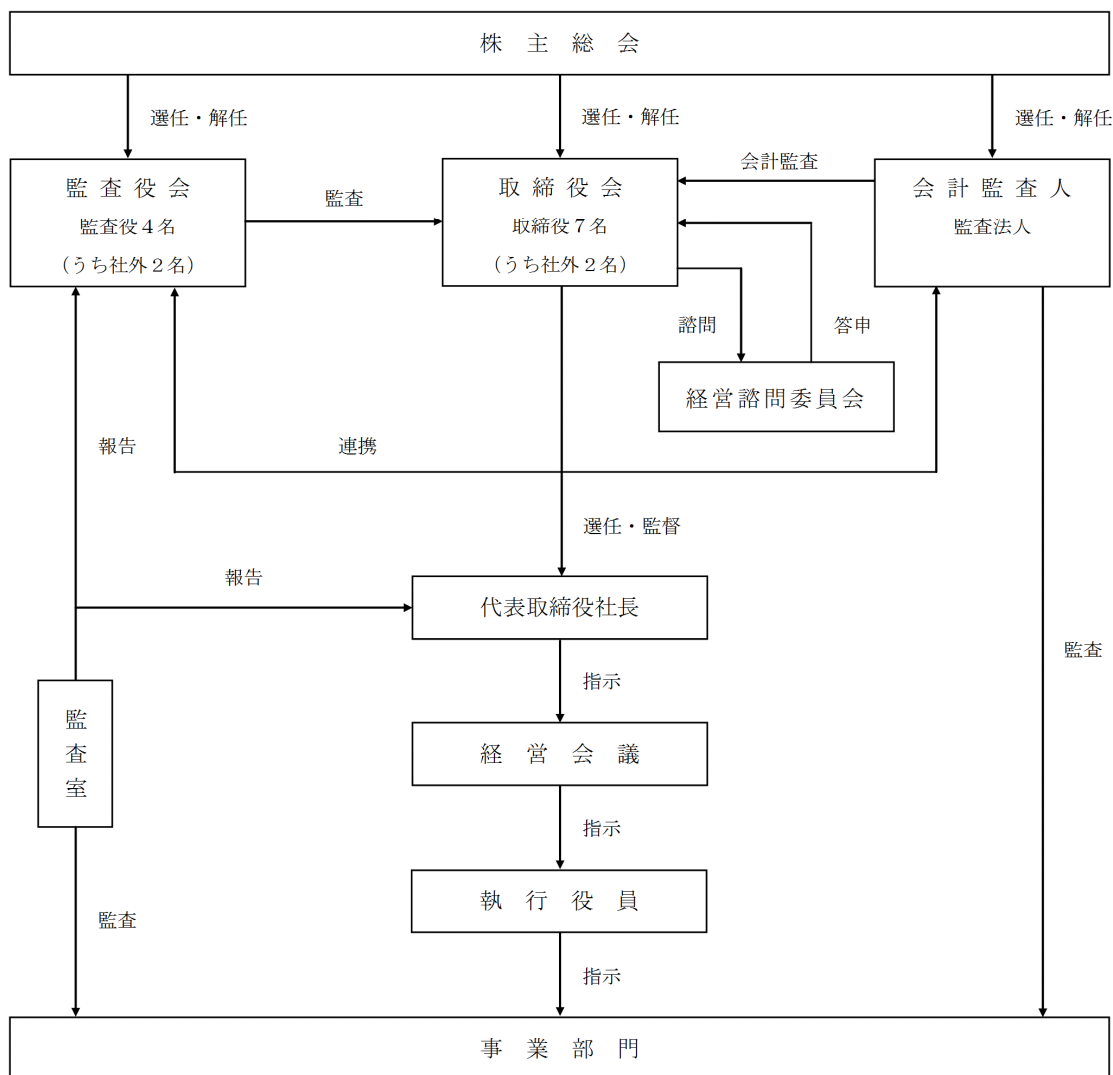 株主総会
選任・解任
選任・解任
選任・解任
監査役会
監査役４名
（うち社外２名）
監査
取締役会
取締役７名
（うち社外２名）
会計監査
会計監査人
監査法人
諮問
答申
経営諮問委員会
報告
連携
選任・監督
報告
代表取締役社長
監査
指示
監査室
経営会議
指示
執行役員
監査
指示
事業部門